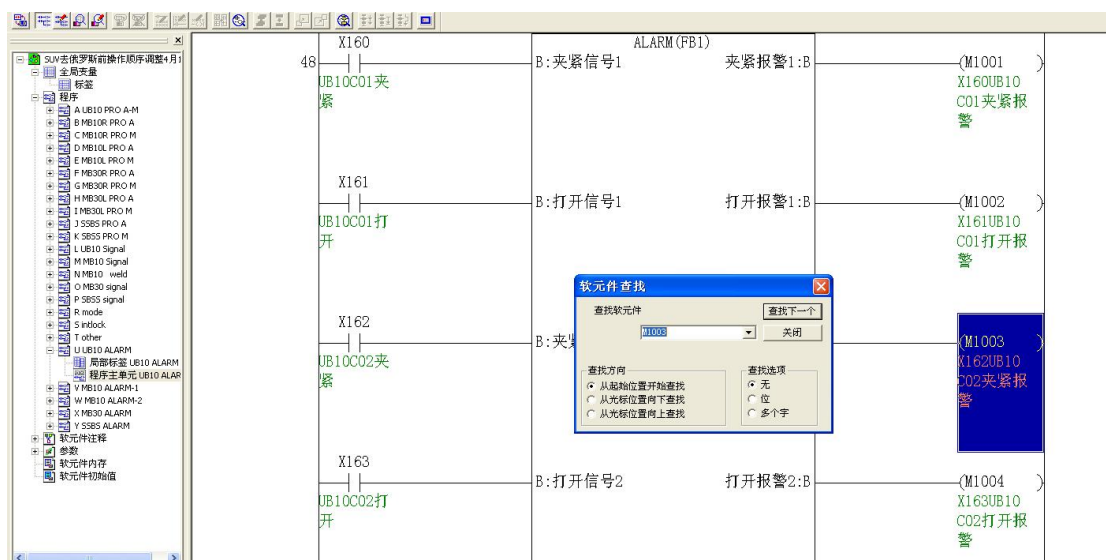 SUV去俄罗斯前操作顺序调整4月1
全局变量
标签
程序
A UB10 PRO A-M
B MB10R PRO A
C MB10R PRO M
D MB10L PRO A
E MB10L PRO M
F MB30R PRO A
G MB30R PRO M
H MB30L PRO A
I MB30L PRO M
J SSBS PRO A
K SBSS PRO M
L UB10 Signal
M MB10 Signal
N MB10 weld
O MB30 signal
P SBSS signal
R mode
S intlock
T other
U UB10 ALARM
局部标签 UB10 ALARM
程序主单元 UB10 ALAR
V MB10 ALARM-1
W MB10 ALARM-2
X MB30 ALARM
Y SSBS ALARM
软元件注释
参数
软元件内存
软元件初始值
X160
ALARM(FB1)
48
B:夹紧信号1
夹紧报警1:B
(M1001 )
UB10C01夹
紧
X160UB10
C01夹紧报
警
X161
B:打开信号1
打开报警1:B
(M1002 )
UB10C01打
开
X161UB10
C01打开报
警
软元件查找
查找软元件
查找下一个
M1003
关闭
查找方向
从起始位置开始查找
从光标位置向下查找
从光标位置向上查找
查找选项
无
位
多个字
X162
B:夹
(M1003 )
UB10C02夹
紧
X162UB10
C02夹紧报
警
X163
B:打开信号2
打开报警2:B
(M1004 )
UB10C02打
开
X163UB10
C02打开报
警